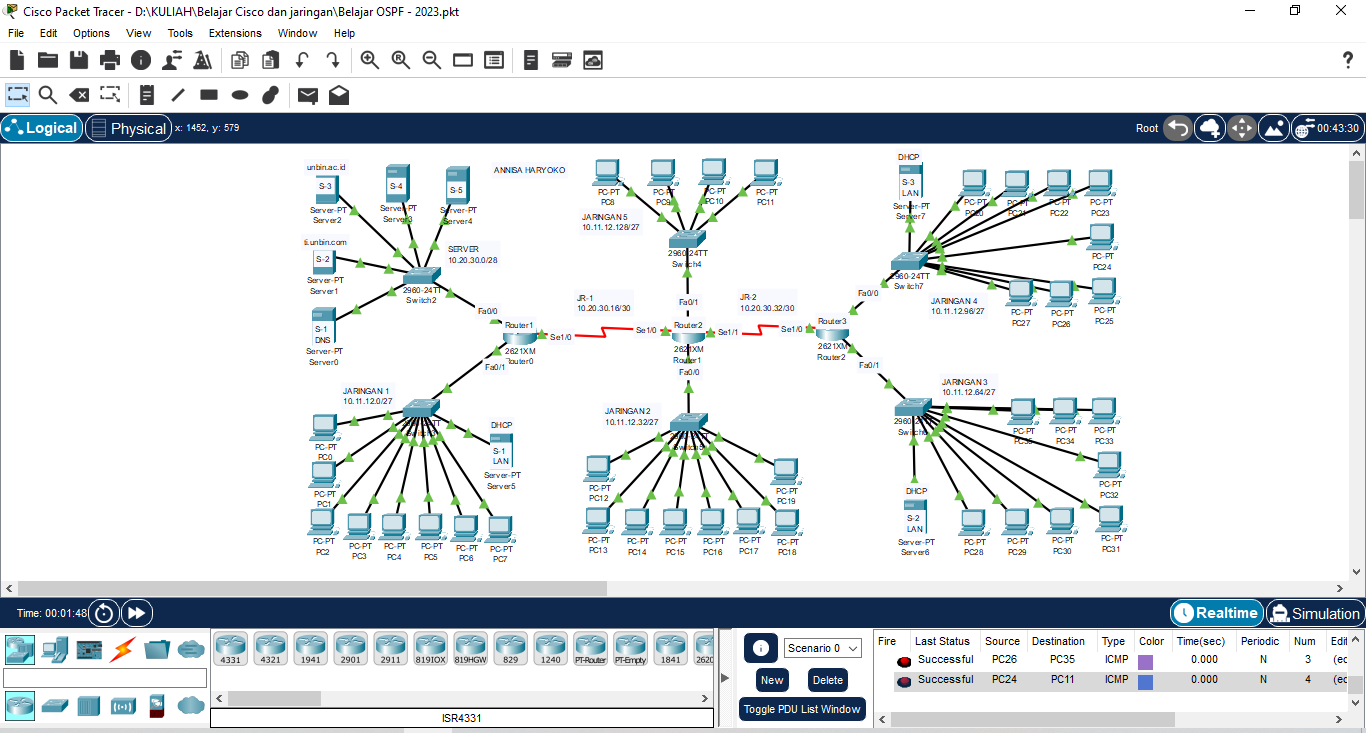 Cisco Packet Tracer - D:\KULIAH\Belajar Cisco dan jaringan\Belajar OSPF - 2023.pkt
File Edit Options View Tools Extensions Window Help
Logical Physical x: 1452, y: 579
Root 00:43:30
unbin.ac.id
S-3
Server-PT
Server2
S-4
Server-PT
Server3
S-5
Server-PT
Server4
ANNISA HARYOKO
ti.unbin.com
S-2
Server-PT
Server1
S-1
DNS
Server-PT
Server0
SERVER
10.20.30.0/28
2960-24TT
Switch2
Fa0/0
PC-PT
PC8
PC-PT
PC9
PC-PT
PC10
PC-PT
PC11
JARINGAN 5
10.11.12.128/27
2960-24TT
Switch4
Fa0/1
DHCP
S-3
LAN
Server-PT
Server7
PC-PT
PC20
PC-PT
PC21
PC-PT
PC22
PC-PT
PC23
PC-PT
PC24
PC-PT
PC25
PC-PT
PC26
PC-PT
PC27
2960-24TT
Switch7
JARINGAN 4
10.11.12.96/27
Fa0/0
JR-1
10.20.30.16/30
JR-2
10.20.30.32/30
Router1
2621XM
Router0
Se1/0
Fa0/1
Se1/0
Router2
2621XM
Router1
Fa0/0
Se1/1
Se1/0
Router3
2621XM
Router2
Fa0/1
JARINGAN 1
10.11.12.0/27
2960-24TT
PC-PT
PC0
PC-PT
PC1
PC-PT
PC2
PC-PT
PC3
PC-PT
PC4
PC-PT
PC5
PC-PT
PC6
PC-PT
PC7
DHCP
S-1
LAN
Server-PT
Server5
JARINGAN 2
10.11.12.32/27
PC-PT
PC12
PC-PT
PC13
PC-PT
PC14
PC-PT
PC15
PC-PT
PC16
PC-PT
PC17
PC-PT
PC18
PC-PT
PC19
JARINGAN 3
10.11.12.64/27
2960-24TT
PC-PT
PC35
PC-PT
PC34
PC-PT
PC33
PC-PT
PC32
PC-PT
PC31
PC-PT
PC30
PC-PT
PC29
PC-PT
PC28
DHCP
S-2
LAN
Server-PT
Server6
Time: 00:01:48
Realtime Simulation
4331 4321 1941 2901 2911 819IOX 819HGW 829 1240 PT-Router PT-Empty 1841 2620
ISR4331
Scenario 0
New Delete
Toggle PDU List Window
Fire Last Status Source Destination Type Color Time(sec) Periodic Num Edit
Successful PC26 PC35 ICMP 0.000 N 3 (ec
Successful PC24 PC11 ICMP 0.000 N 4 (ec